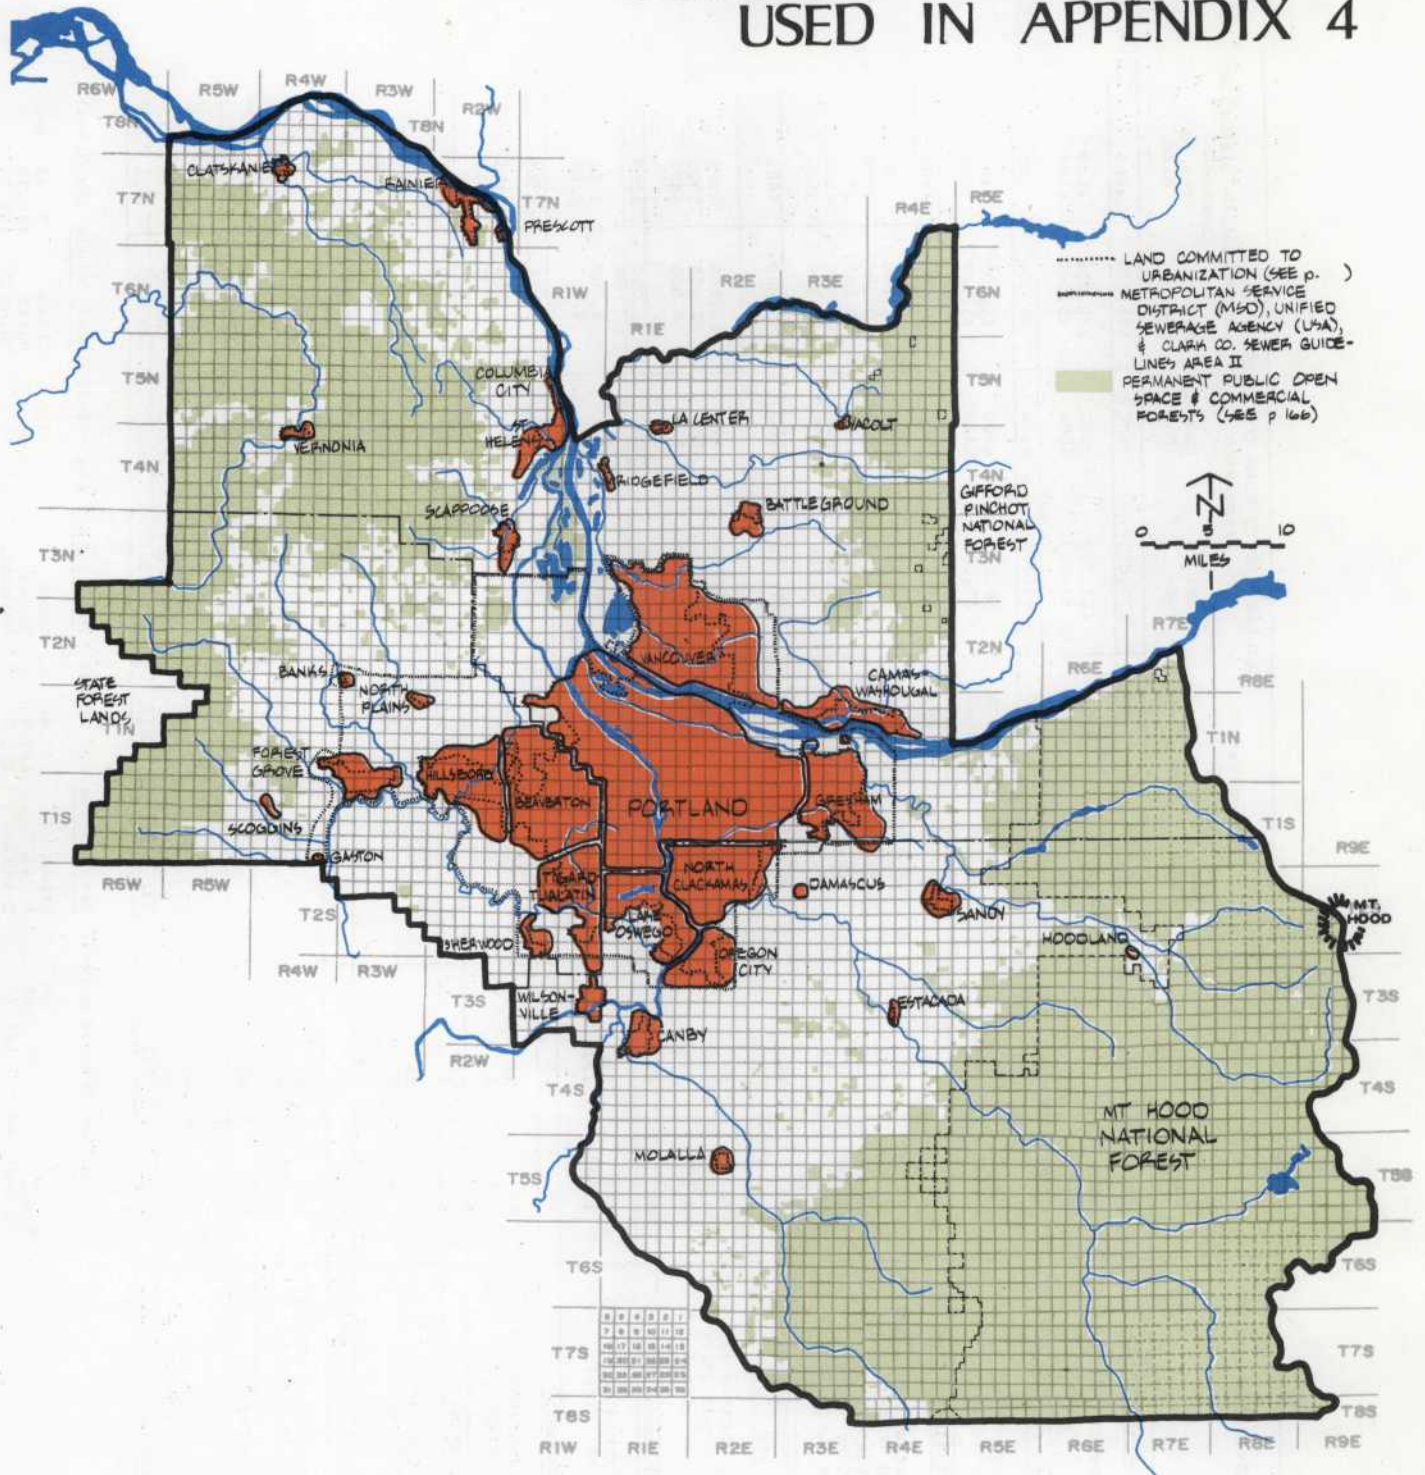 USED IN APPENDIX 4
R6W
R5W
R4W
R3W
R2W
T8N
T8N
CLATSKANIE
RAINIER
PRESCOTT
T7N
T7N
R4E
R5E
T6N
R1W
R2E
R3E
T6N
R1E
LAND COMMITTED TO
URBANIZATION (SEE p. )
METROPOLITAN SERVICE
DISTRICT (MSD), UNIFIED
SEWERAGE AGENCY (USA),
& CLARK CO. SEWER GUIDE-
LINES AREA II
PERMANENT PUBLIC OPEN
SPACE & COMMERCIAL
FORESTS (SEE p 166)
T5N
COLUMBIA
CITY
T5N
ST.
HELENS
LA CENTER
YACOLT
VERNONIA
T4N
RIDGEFIELD
T4N
SCAPPOOSE
BATTLEGROUND
GIFFORD
PINCHOT
NATIONAL
FOREST
N
0 5 10
MILES
T3N
T3N
T2N
T2N
R7E
VANCOUVER
BANKS
NORTH
PLAINS
CAMAS-
WASHOUGAL
R6E
R8E
STATE
FOREST
LANDS
T1N
T1N
FOREST
GROVE
HILLSBORO
BEAVERTON
PORTLAND
GRESHAM
T1S
SCOGGINS
T1S
GASTON
R9E
R6W
R5W
TIGARD
TUALATIN
NORTH
CLACKAMAS
DAMASCUS
SANDY
MT.
HOOD
T2S
LAKE
OSWEGO
SHERWOOD
HOODLAND
OREGON
CITY
R4W
R3W
T3S
WILSON-
VILLE
ESTACADA
T3S
CANBY
R2W
T4S
T4S
MT HOOD
NATIONAL
FOREST
MOLALLA
T5S
T5S
T6S
T6S
T7S
T7S
T8S
T8S
R1W
R1E
R2E
R3E
R4E
R5E
R6E
R7E
R8E
R9E